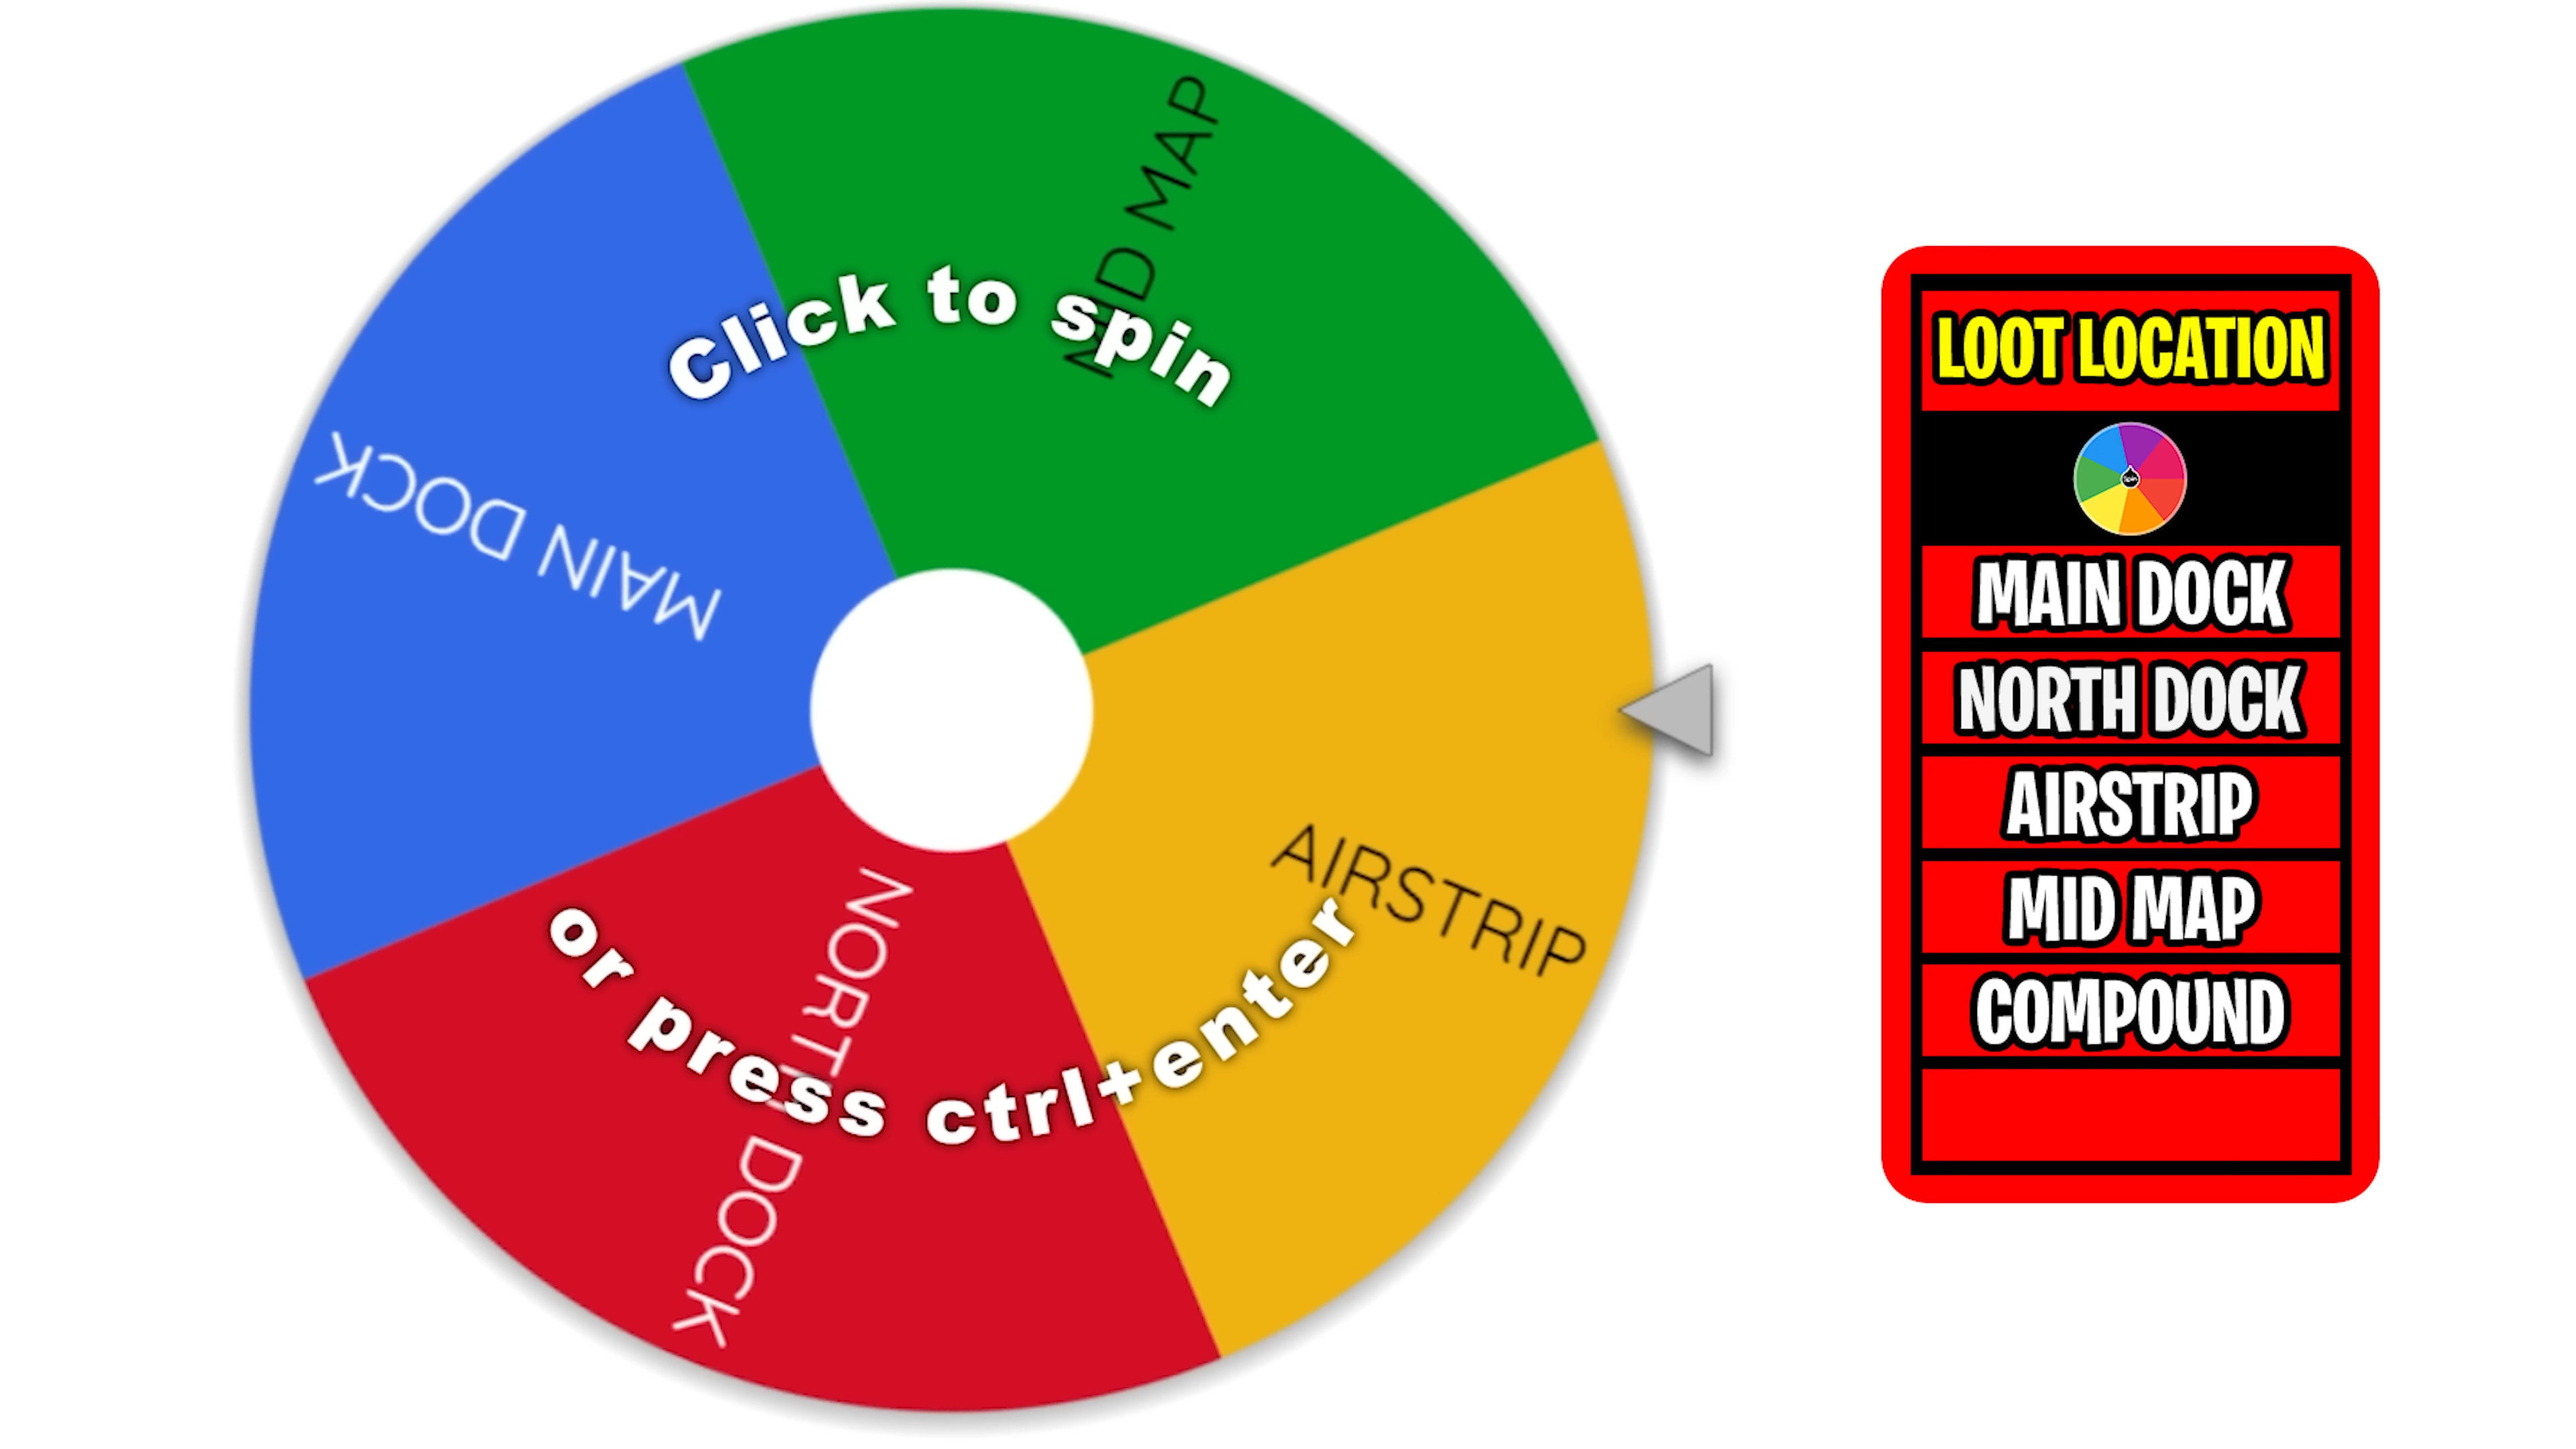 Click to spin
or press ctrl+enter
MID MAP
MAIN DOCK
NORTH DOCK
AIRSTRIP
LOOT LOCATION
Spin
MAIN DOCK
NORTH DOCK
AIRSTRIP
MID MAP
COMPOUND